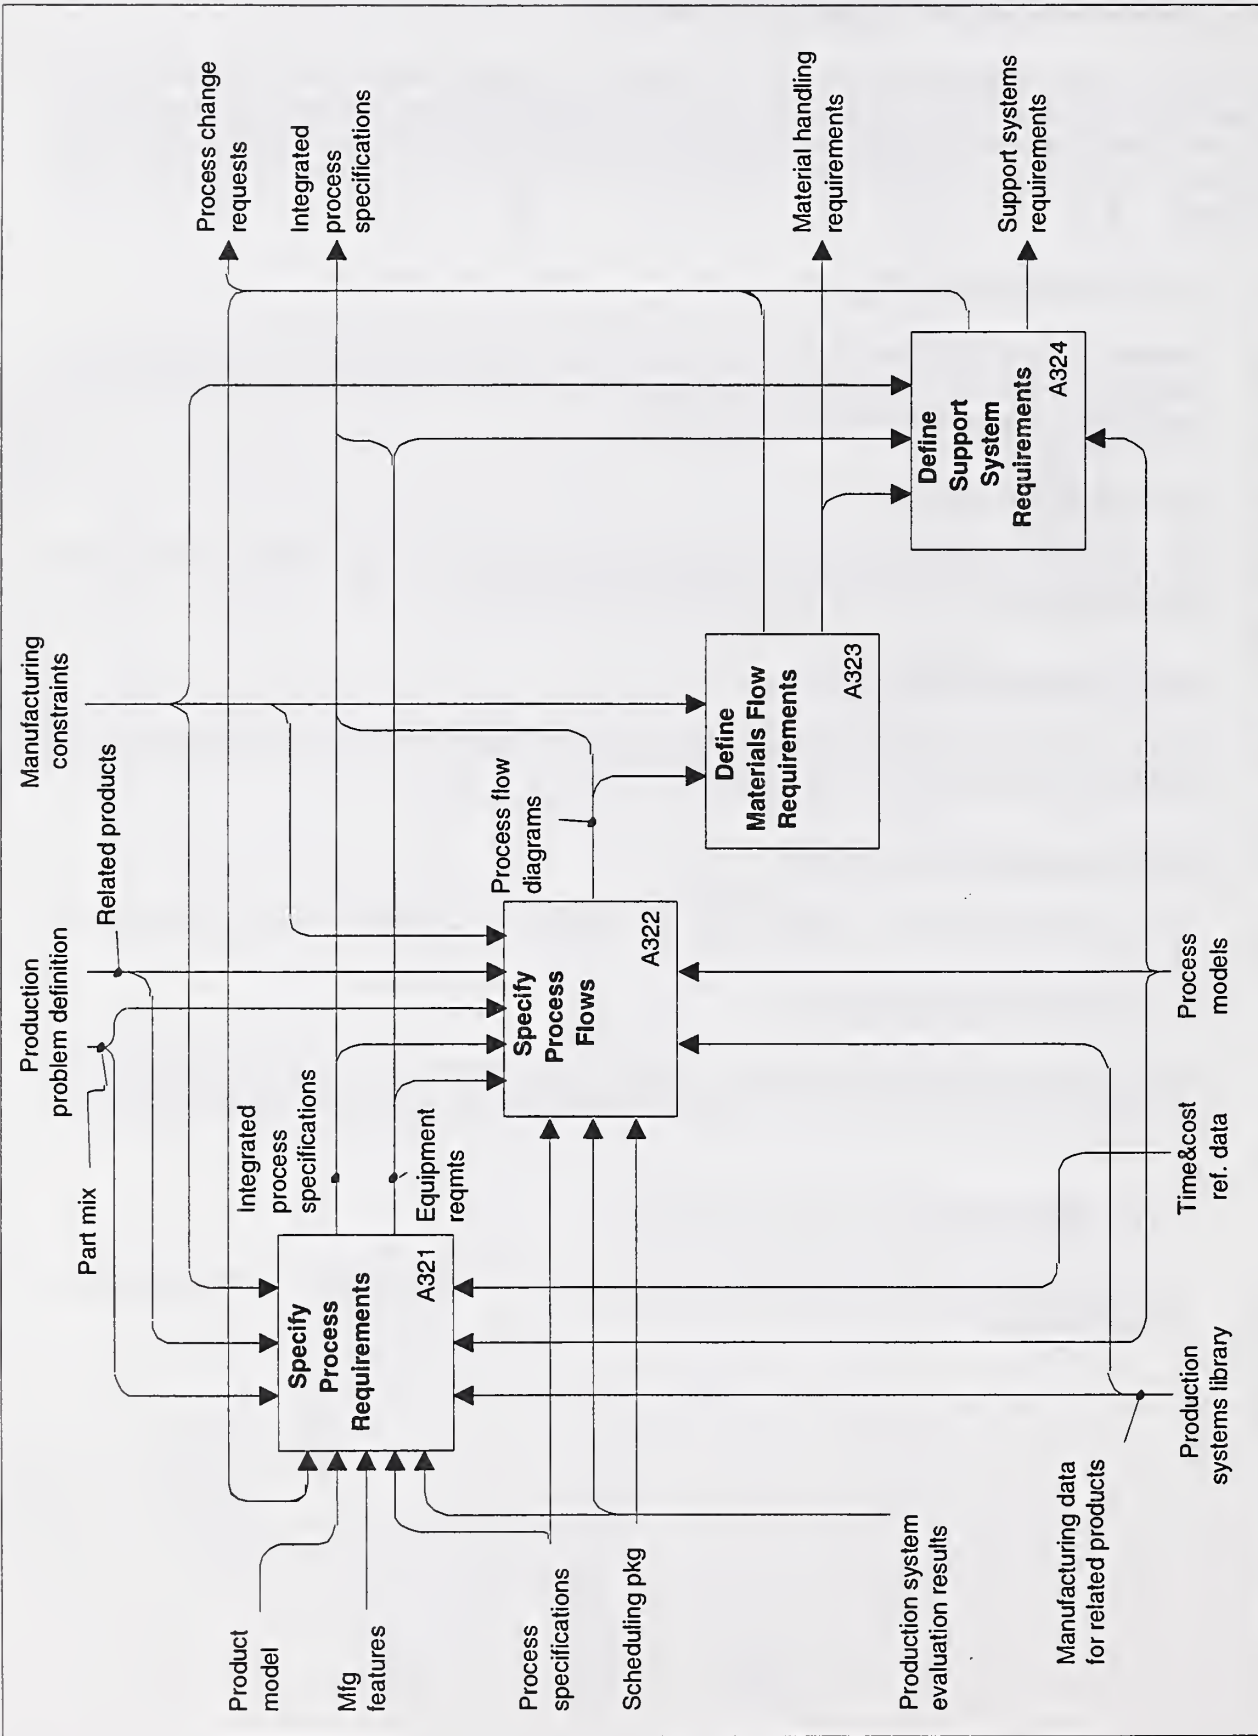 Manufacturing
constraints
Production
problem definition
Related products
Part mix
Process change
requests
Integrated
process
specifications
Material handling
requirements
Support systems
requirements
Product
model
Mfg
features
Process
specifications
Scheduling pkg
Production system
evaluation results
Specify
Process
Requirements
A321
Integrated
process
specifications
Equipment
reqmts
Specify
Process
Flows
A322
Process flow
diagrams
Define
Materials Flow
Requirements
A323
Define
Support
System
Requirements
A324
Manufacturing data
for related products
Production
systems library
Time&cost
ref. data
Process
models